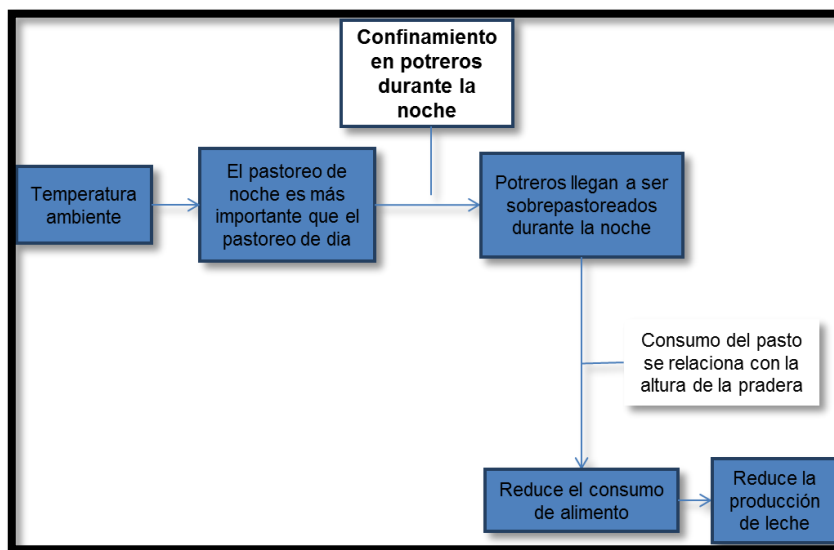 Confinamiento
en potreros
durante la
noche
Temperatura
ambiente
El pastoreo de
noche es más
importante que el
pastoreo de dia
Potreros llegan a ser
sobrepastoreados
durante la noche
Consumo del pasto
se relaciona con la
altura de la pradera
Reduce el consumo
de alimento
Reduce la
producción
de leche